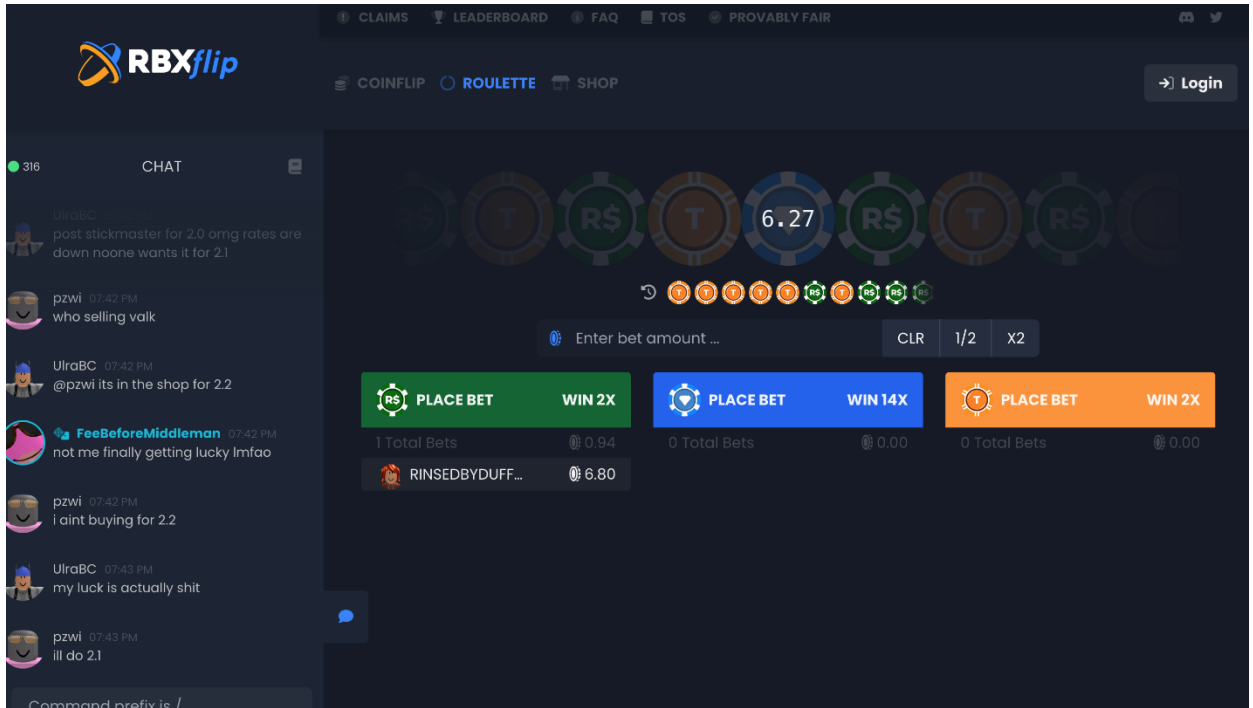 CLAIMS LEADERBOARD FAQ TOS PROVABLY FAIR
RBXflip
COINFLIP ROULETTE SHOP
Login
316 CHAT
UlraBC
post stickmaster for 2.0 omg rates are
down noone wants it for 2.1
pzwi 07:42 PM
who selling valk
UlraBC 07:42 PM
@pzwi its in the shop for 2.2
FeeBeforeMiddleman 07:42 PM
not me finally getting lucky lmfao
pzwi 07:42 PM
i aint buying for 2.2
UlraBC 07:43 PM
my luck is actually shit
pzwi 07:43 PM
ill do 2.1
Command prefix is /
R$ T R$ T 6.27 R$ T R$
T T T T T R$ T R$ R$ R$
Enter bet amount ... CLR 1/2 X2
R$ PLACE BET WIN 2X
1 Total Bets 0.94
RINSEDBYDUFF... 6.80
PLACE BET WIN 14X
0 Total Bets 0.00
T PLACE BET WIN 2X
0 Total Bets 0.00